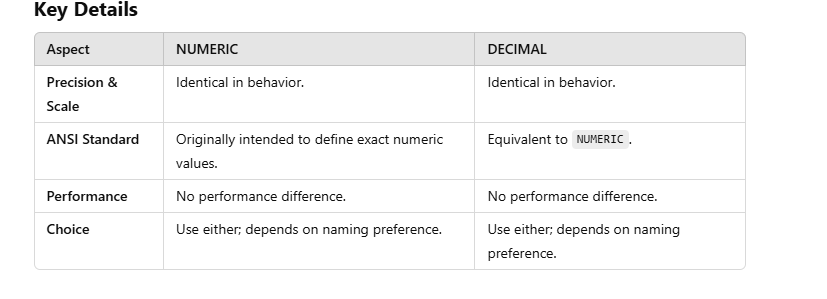 Key Details
Aspect NUMERIC DECIMAL
Precision & Identical in behavior. Identical in behavior.
Scale
ANSI Standard Originally intended to define exact numeric Equivalent to NUMERIC.
values.
Performance No performance difference. No performance difference.
Choice Use either; depends on naming preference. Use either; depends on naming
preference.